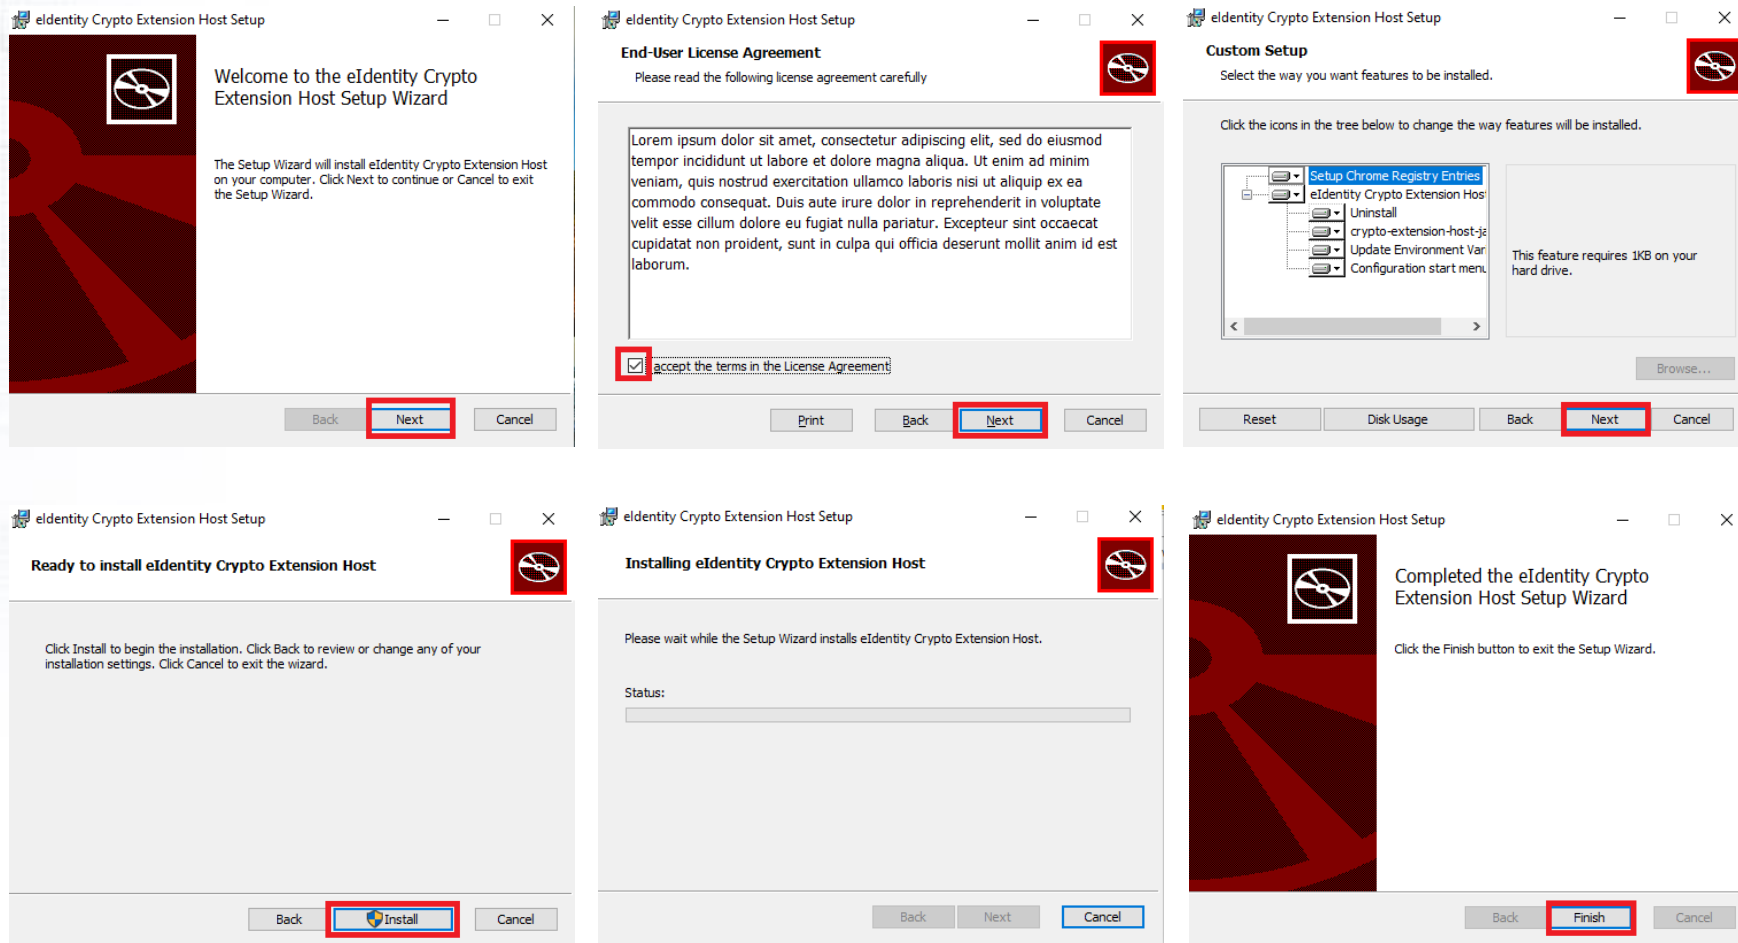 eIdentity Crypto Extension Host Setup
Welcome to the eIdentity Crypto
Extension Host Setup Wizard
The Setup Wizard will install eIdentity Crypto Extension Host
on your computer. Click Next to continue or Cancel to exit
the Setup Wizard.
Back
Next
Cancel
eIdentity Crypto Extension Host Setup
End-User License Agreement
Please read the following license agreement carefully
Lorem ipsum dolor sit amet, consectetur adipiscing elit, sed do eiusmod
tempor incididunt ut labore et dolore magna aliqua. Ut enim ad minim
veniam, quis nostrud exercitation ullamco laboris nisi ut aliquip ex ea
commodo consequat. Duis aute irure dolor in reprehenderit in voluptate
velit esse cillum dolore eu fugiat nulla pariatur. Excepteur sint occaecat
cupidatat non proident, sunt in culpa qui officia deserunt mollit anim id est
laborum.
accept the terms in the License Agreement
Print
Back
Next
Cancel
eIdentity Crypto Extension Host Setup
Custom Setup
Select the way you want features to be installed.
Click the icons in the tree below to change the way features will be installed.
Setup Chrome Registry Entries
eIdentity Crypto Extension Hos
Uninstall
crypto-extension-host-ja
Update Environment Var
Configuration start menu
This feature requires 1KB on your
hard drive.
Browse...
Reset
Disk Usage
Back
Next
Cancel
eIdentity Crypto Extension Host Setup
Ready to install eIdentity Crypto Extension Host
Click Install to begin the installation. Click Back to review or change any of your
installation settings. Click Cancel to exit the wizard.
Back
Install
Cancel
eIdentity Crypto Extension Host Setup
Installing eIdentity Crypto Extension Host
Please wait while the Setup Wizard installs eIdentity Crypto Extension Host.
Status:
Back
Next
Cancel
eIdentity Crypto Extension Host Setup
Completed the eIdentity Crypto
Extension Host Setup Wizard
Click the Finish button to exit the Setup Wizard.
Back
Finish
Cancel